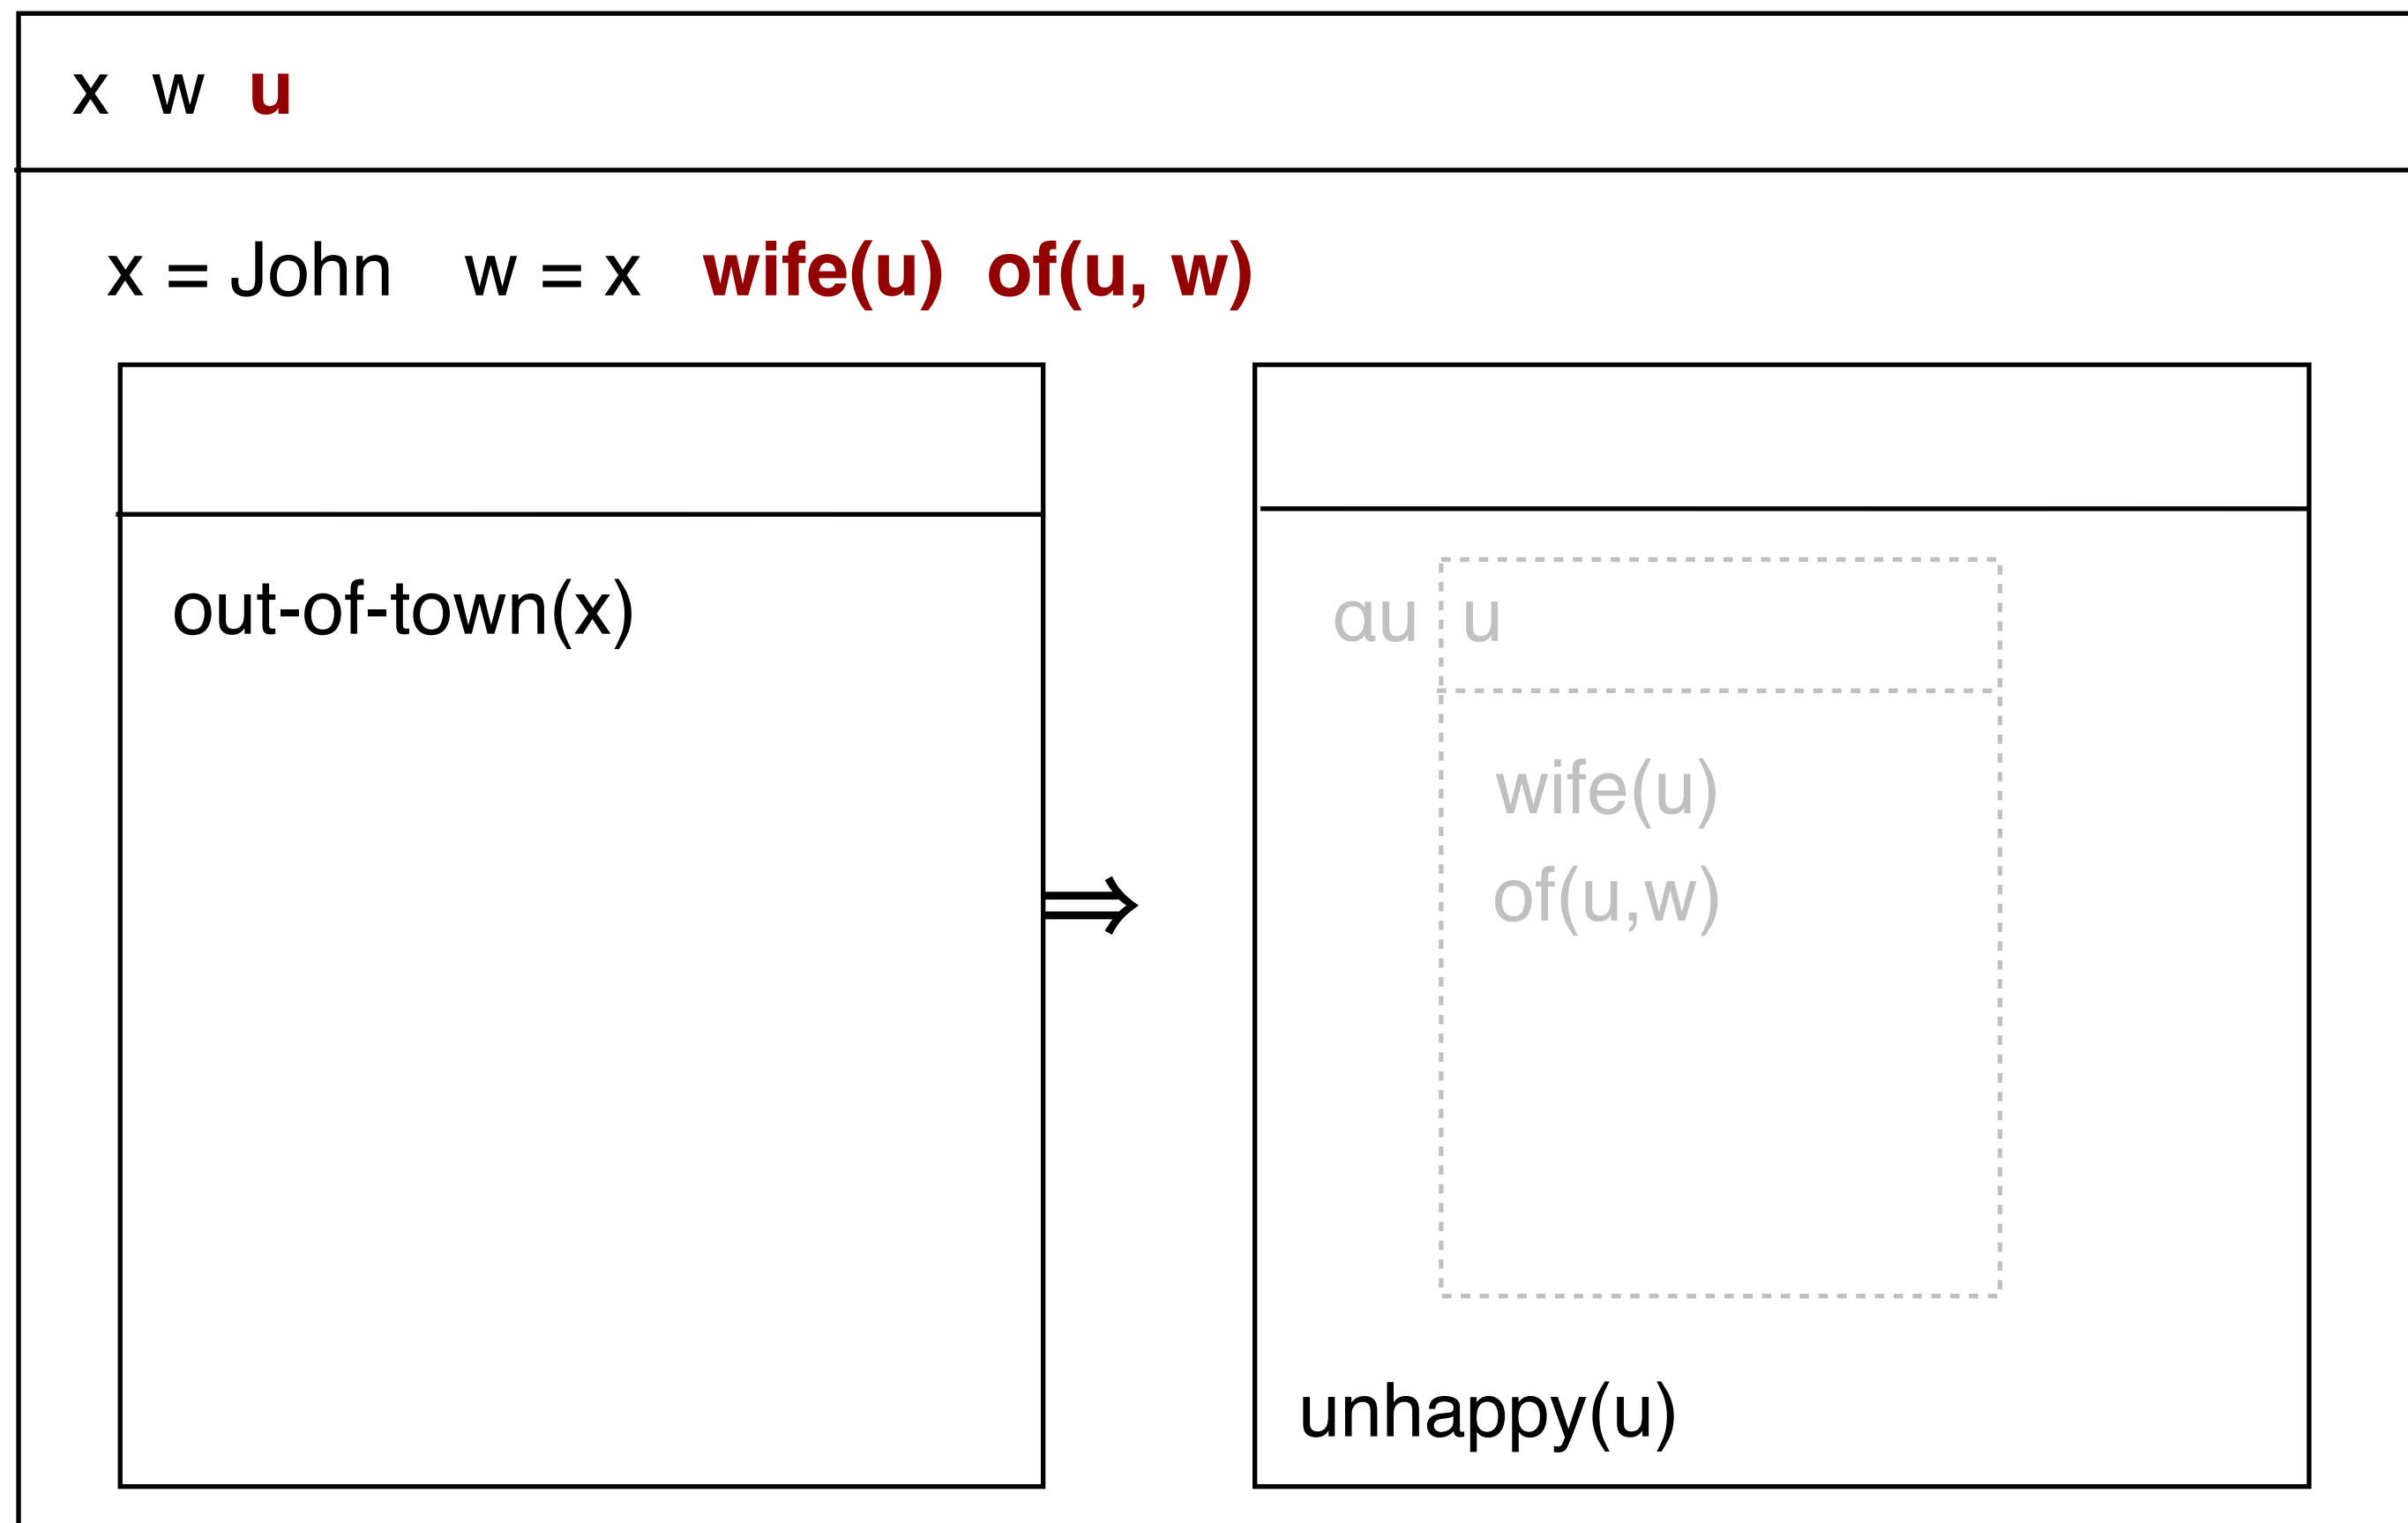 x w u
x = John w = x wife(u) of(u, w)
out-of-town(x)
⇒
αu u
wife(u)
of(u,w)
unhappy(u)